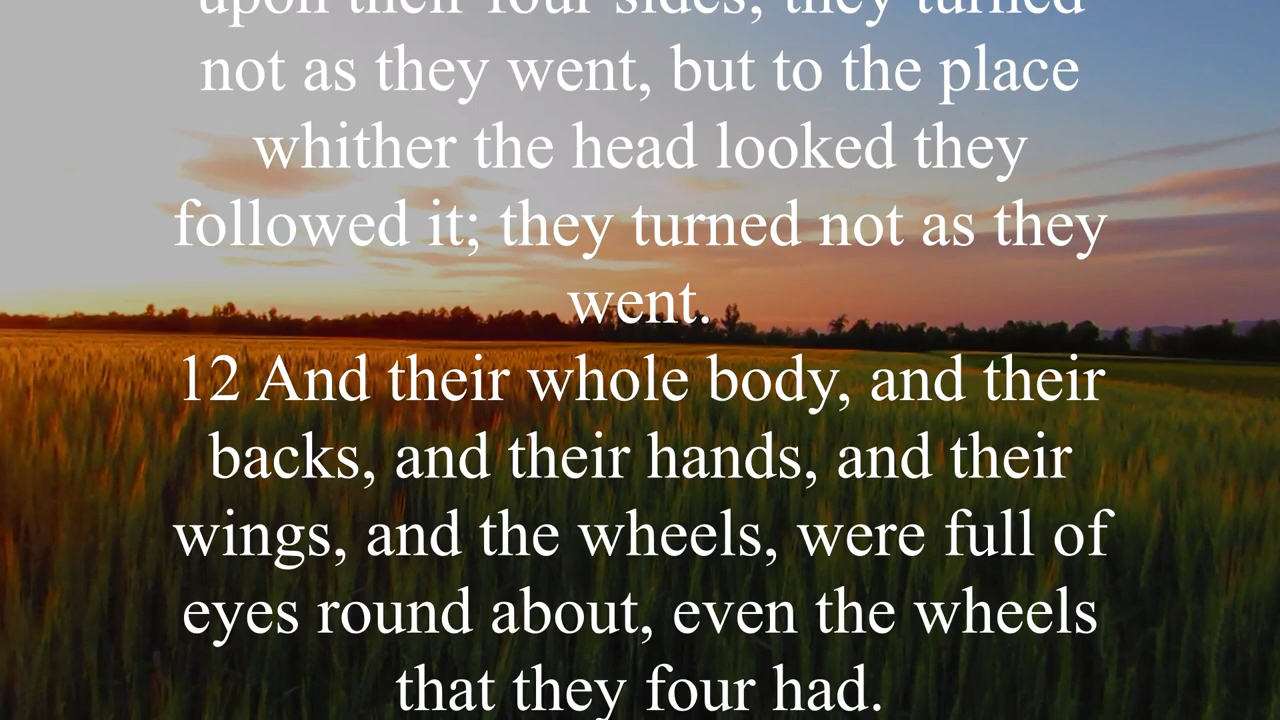 upon their four sides; they turned
not as they went, but to the place
whither the head looked they
followed it; they turned not as they
went.
12 And their whole body, and their
backs, and their hands, and their
wings, and the wheels, were full of
eyes round about, even the wheels
that they four had.